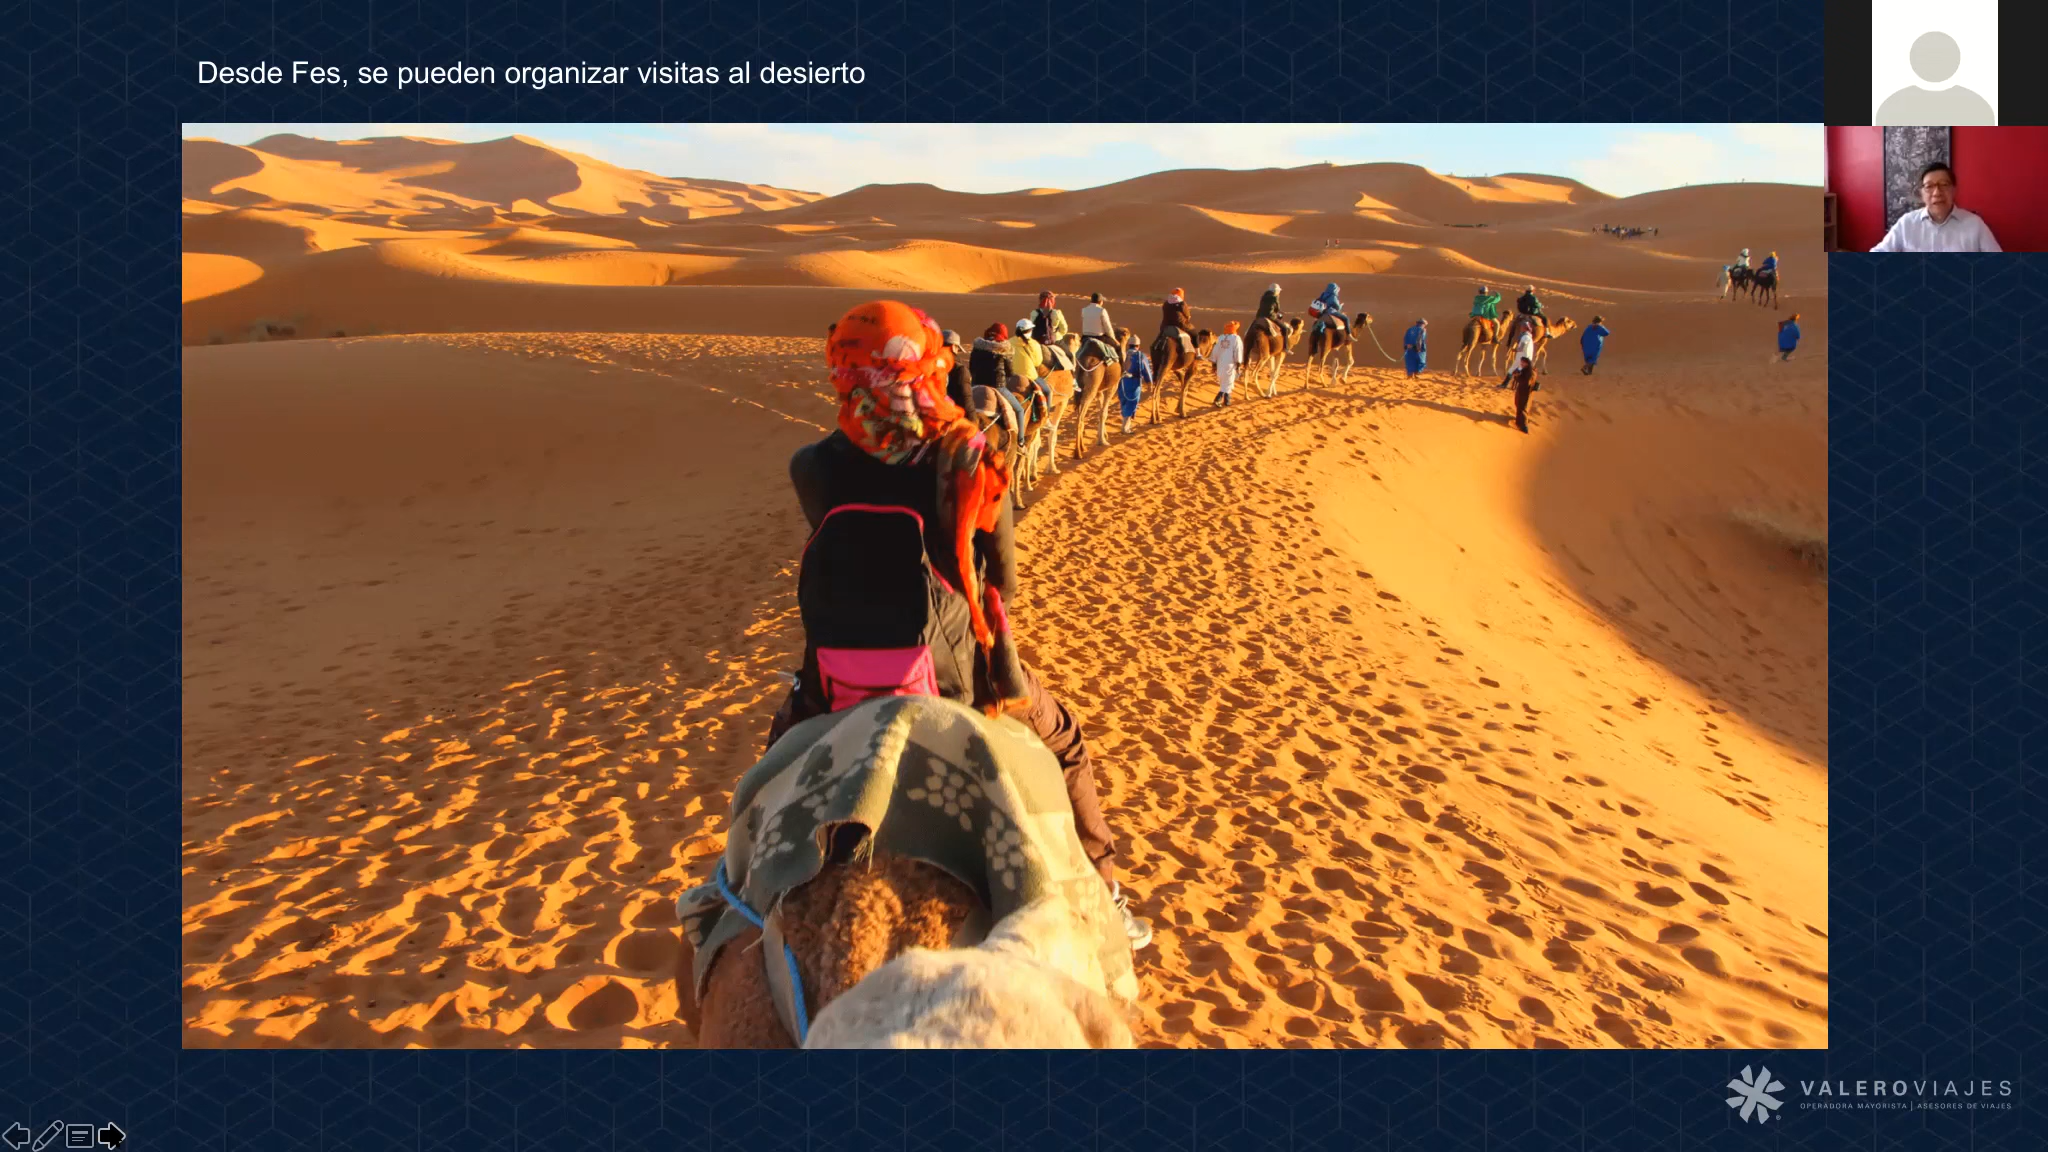 Desde Fes, se pueden organizar visitas al desierto
VALEROVIAJES
OPERADORA MAYORISTA | ASESORES DE VIAJES